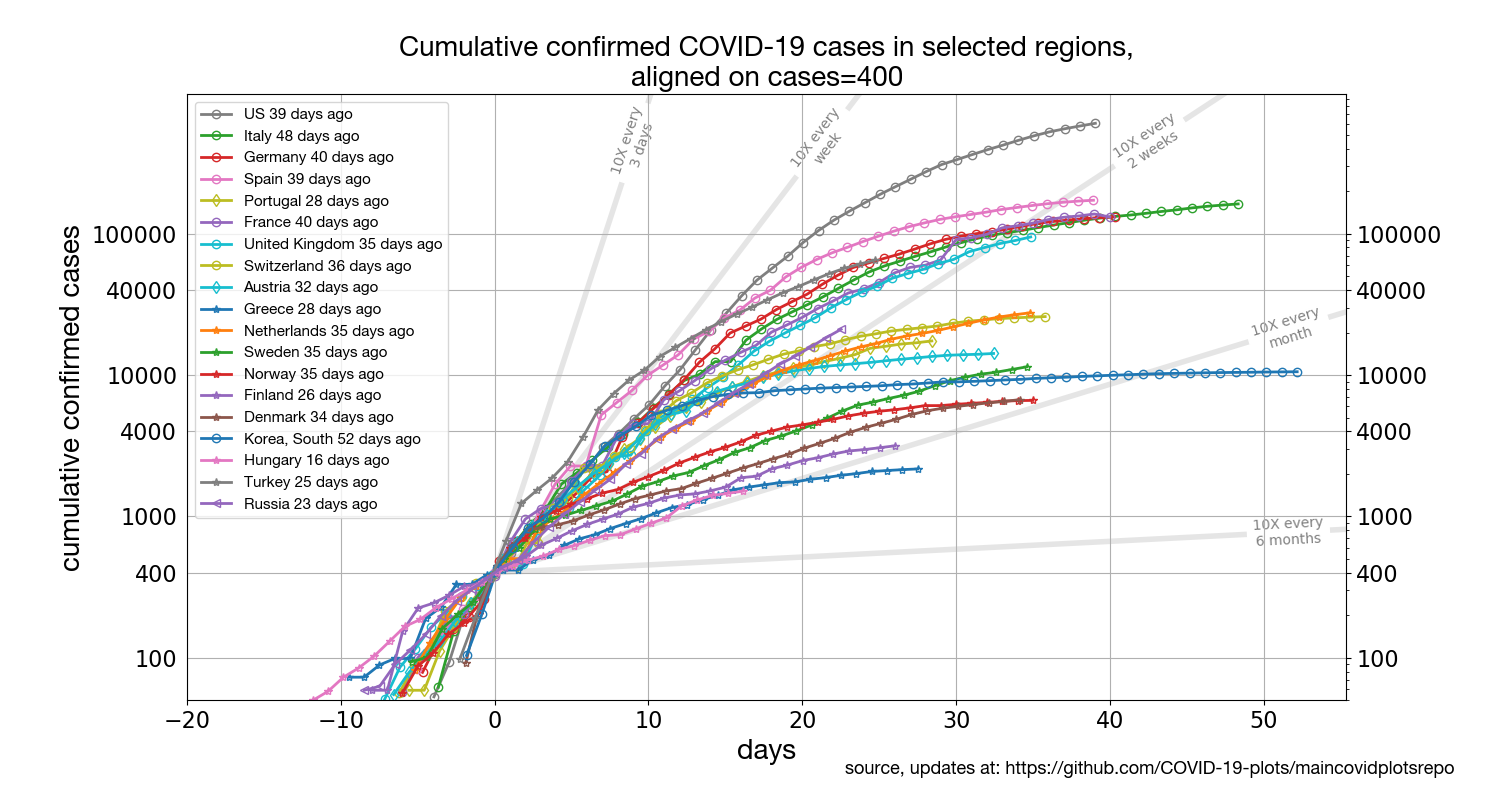 Cumulative confirmed COVID-19 cases in selected regions,
aligned on cases=400
US 39 days ago
Italy 48 days ago
Germany 40 days ago
Spain 39 days ago
Portugal 28 days ago
France 40 days ago
United Kingdom 35 days ago
Switzerland 36 days ago
Austria 32 days ago
Greece 28 days ago
Netherlands 35 days ago
Sweden 35 days ago
Norway 35 days ago
Finland 26 days ago
Denmark 34 days ago
Korea, South 52 days ago
Hungary 16 days ago
Turkey 25 days ago
Russia 23 days ago
10X every
3 days
10X every
week
10X every
2 weeks
10X every
month
10X every
6 months
cumulative confirmed cases
100000
40000
10000
4000
1000
400
100
100000
40000
10000
4000
1000
400
100
−20
−10
0
10
20
30
40
50
days
source, updates at: https://github.com/COVID-19-plots/maincovidplotsrepo